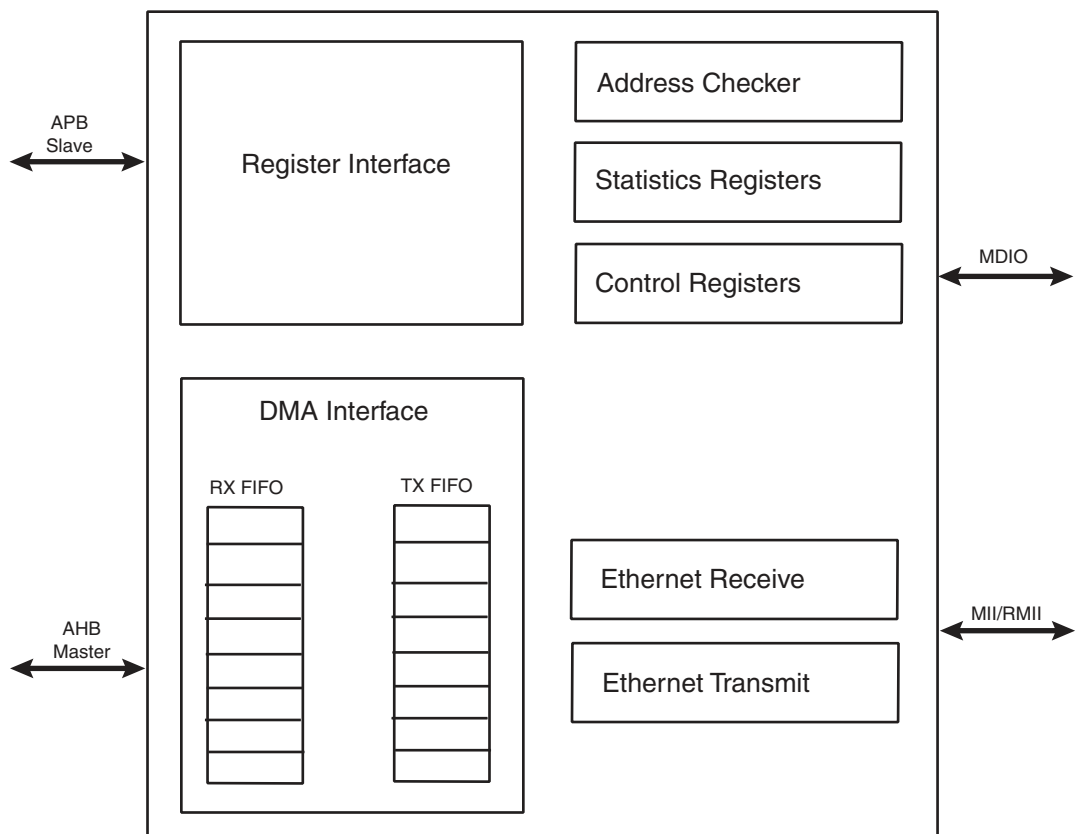 Address Checker
APB
Slave
Register Interface
Statistics Registers
MDIO
Control Registers
DMA Interface
RX FIFO
TX FIFO
Ethernet Receive
MII/RMII
AHB
Master
Ethernet Transmit